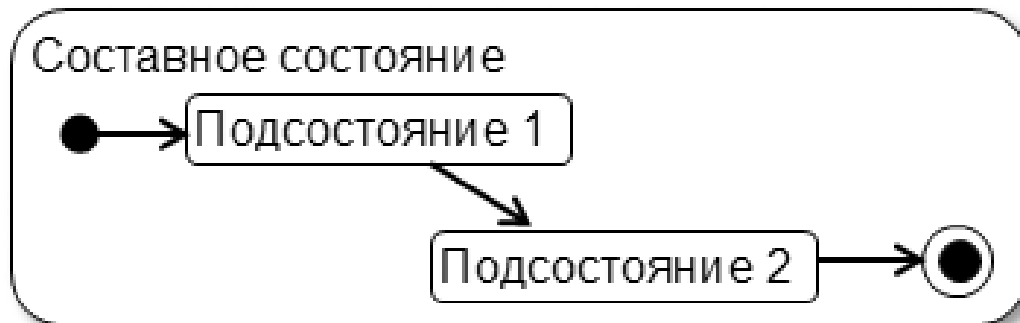 Составное состояние
Подсостояние 1
Подсостояние 2